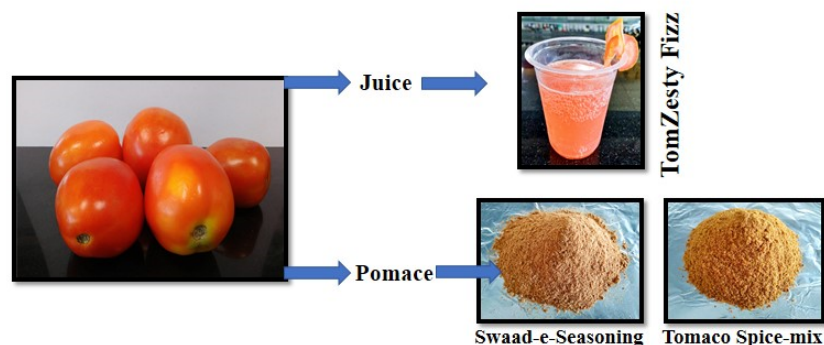 Juice
TomZesty Fizz
Pomace
Swaad-e-Seasoning
Tomaco Spice-mix